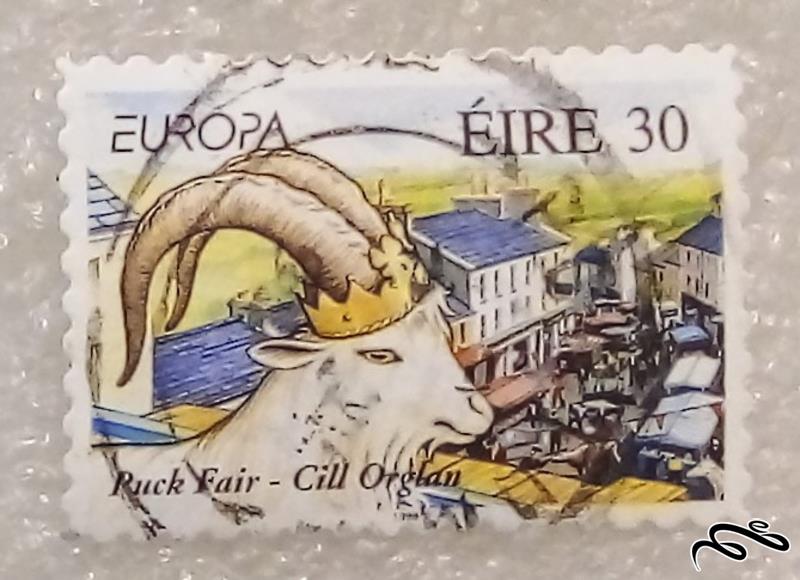 EUROPA
ÉIRE 30
Puck Fair - Cill Orglan